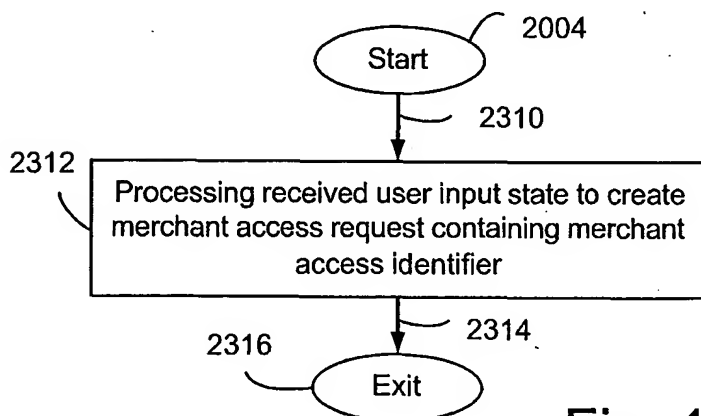 2004
Start
2310
2312
Processing received user input state to create
merchant access request containing merchant
access identifier
2314
2316
Exit